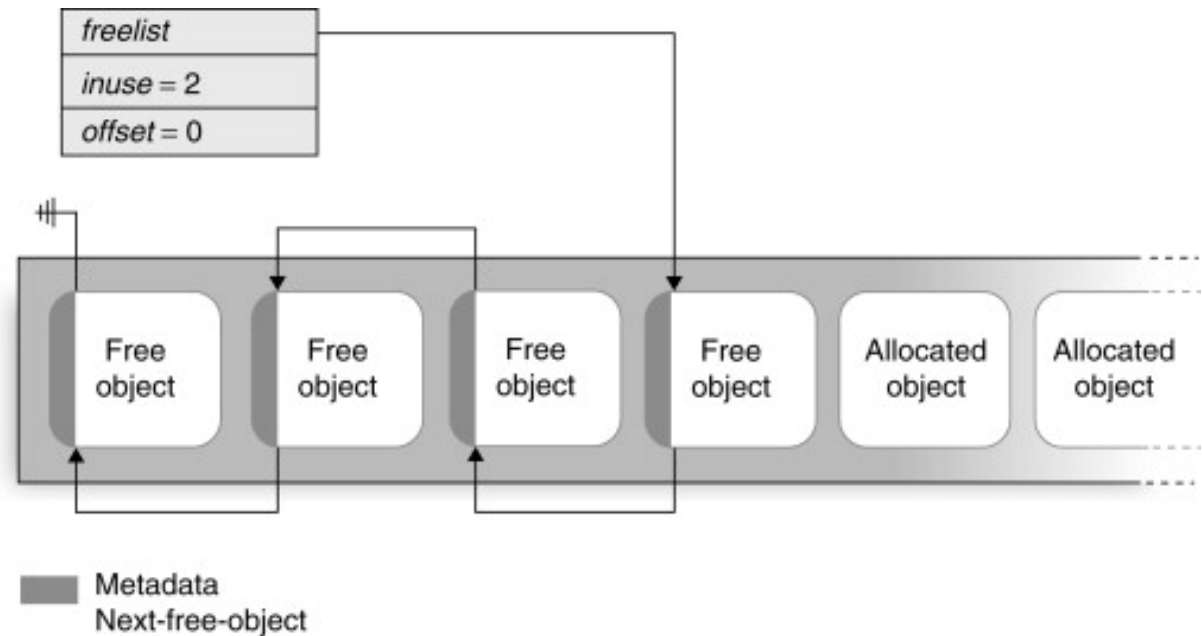 freelist
inuse = 2
offset = 0
Free object
Free object
Free object
Free object
Allocated object
Allocated object
Metadata
Next-free-object